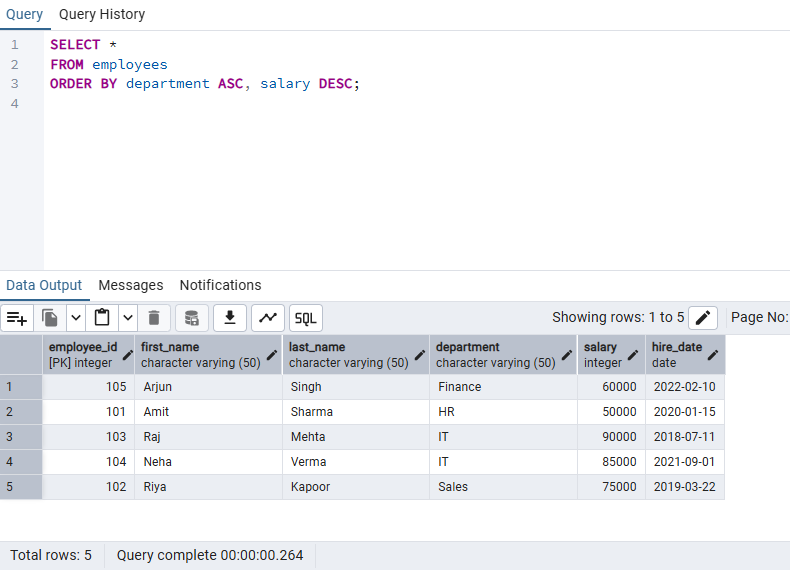 Query Query History
1 SELECT *
2 FROM employees
3 ORDER BY department ASC, salary DESC;
4
Data Output Messages Notifications
SQL Showing rows: 1 to 5 Page No:
employee_id first_name last_name department salary hire_date
[PK] integer character varying (50) character varying (50) character varying (50) integer date
1 105 Arjun Singh Finance 60000 2022-02-10
2 101 Amit Sharma HR 50000 2020-01-15
3 103 Raj Mehta IT 90000 2018-07-11
4 104 Neha Verma IT 85000 2021-09-01
5 102 Riya Kapoor Sales 75000 2019-03-22
Total rows: 5 Query complete 00:00:00.264